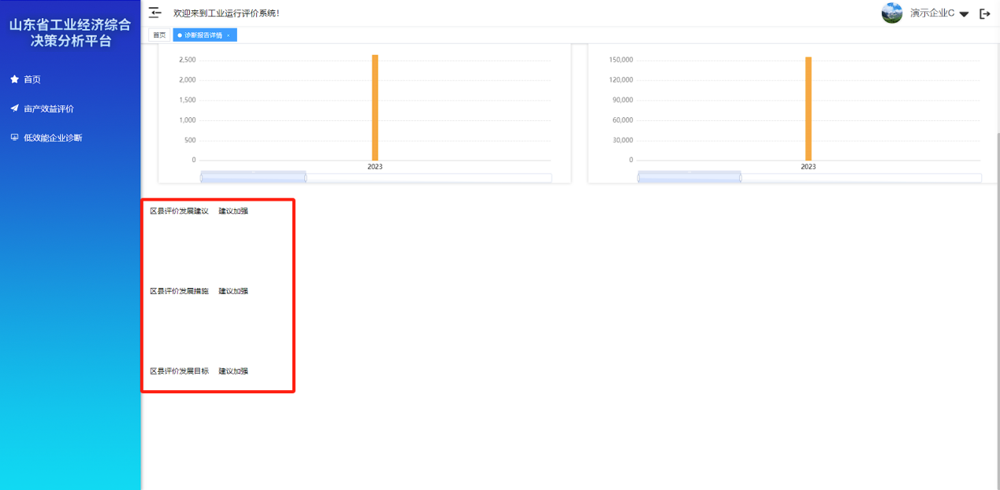 山东省工业经济综合
决策分析平台
首页
亩产效益评价
低效能企业诊断
欢迎来到工业运行评价系统!
演示企业C
首页
诊断报告详情 ×
2,500
2,000
1,500
1,000
500
0
2023
150,000
120,000
90,000
60,000
30,000
0
2023
区县评价发展建议 建议加强
区县评价发展措施 建议加强
区县评价发展目标 建议加强